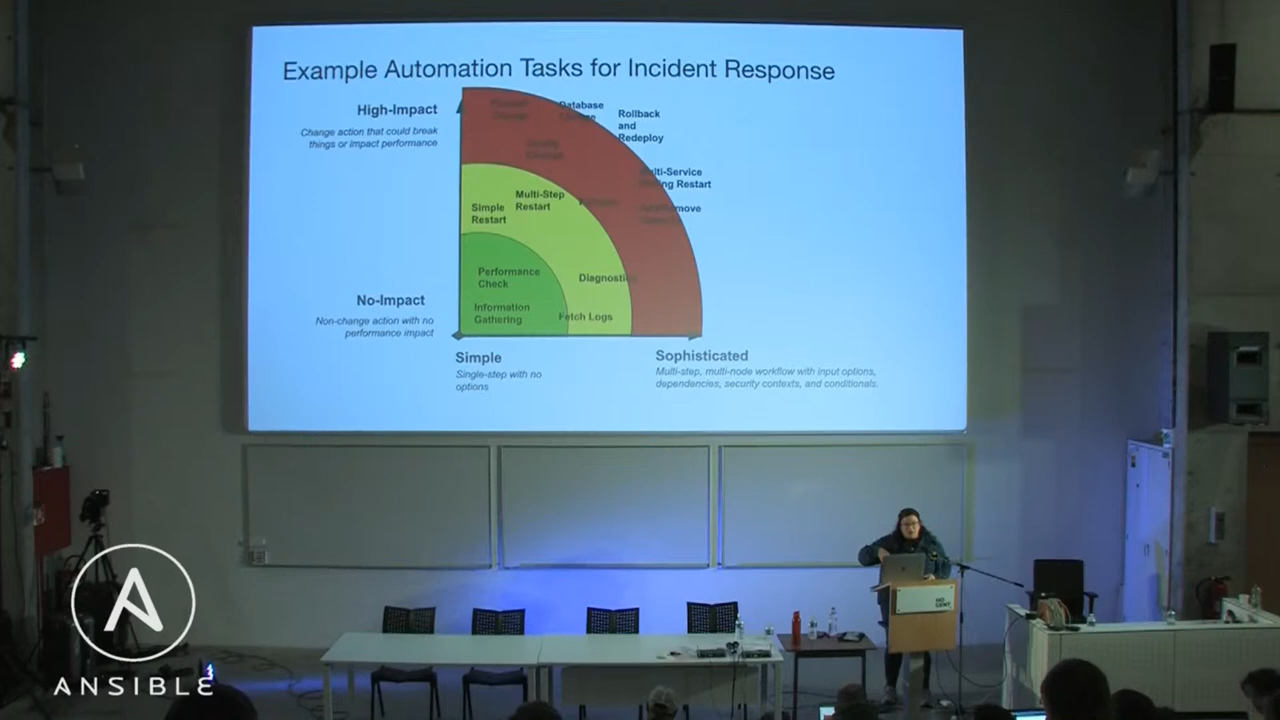 Example Automation Tasks for Incident Response
High-Impact
Change action that could break
things or impact performance
Database
Rollback
and
Redeploy
Restart
Multi-Step
Restart
Simple
Restart
Performance
Check
Information
Gathering
Fetch Logs
No-Impact
Non-change action with no
performance impact
Simple
Single-step with no
options
Sophisticated
Multi-step, multi-node workflow with input options,
dependencies, security contexts, and conditionals.
ANSIBLE